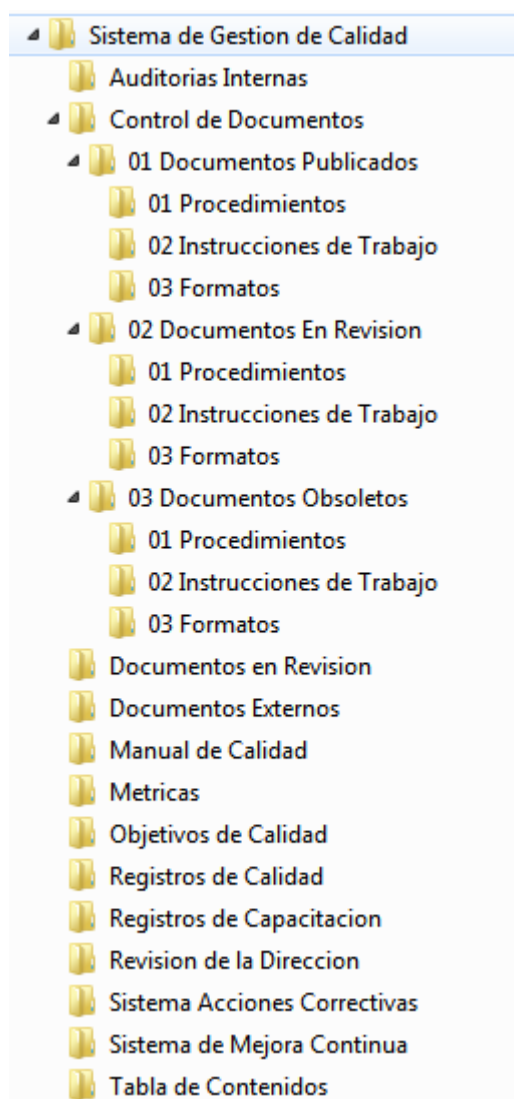 Sistema de Gestion de Calidad
Auditorias Internas
Control de Documentos
01 Documentos Publicados
01 Procedimientos
02 Instrucciones de Trabajo
03 Formatos
02 Documentos En Revision
01 Procedimientos
02 Instrucciones de Trabajo
03 Formatos
03 Documentos Obsoletos
01 Procedimientos
02 Instrucciones de Trabajo
03 Formatos
Documentos en Revision
Documentos Externos
Manual de Calidad
Metricas
Objetivos de Calidad
Registros de Calidad
Registros de Capacitacion
Revision de la Direccion
Sistema Acciones Correctivas
Sistema de Mejora Continua
Tabla de Contenidos